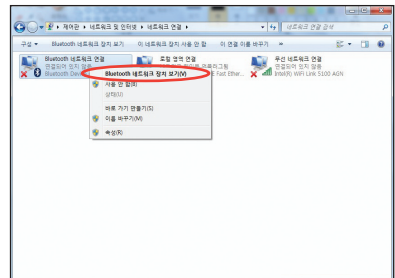 ▸ 제어판 ▸ 네트워크 및 인터넷 ▸ 네트워크 연결 ▸
네트워크 연결 검색
구성 ▾ Bluetooth 네트워크 장치 보기 이 네트워크 장치 사용 안 함 이 연결 이름 바꾸기 »
Bluetooth 네트워크 연결
연결되어 있지 않음
Bluetooth Dev
로컬 영역 연결
E Fast Ether...
무선 네트워크 연결
연결되어 있지 않음
Intel(R) WiFi Link 5100 AGN
Bluetooth 네트워크 장치 보기(V)
사용 안 함(B)
상태(U)
바로 가기 만들기(S)
이름 바꾸기(M)
속성(R)